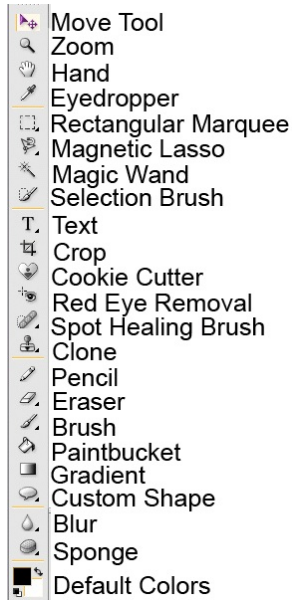 Move Tool
Zoom
Hand
Eyedropper
Rectangular Marquee
Magnetic Lasso
Magic Wand
Selection Brush
Text
Crop
Cookie Cutter
Red Eye Removal
Spot Healing Brush
Clone
Pencil
Eraser
Brush
Paintbucket
Gradient
Custom Shape
Blur
Sponge
Default Colors